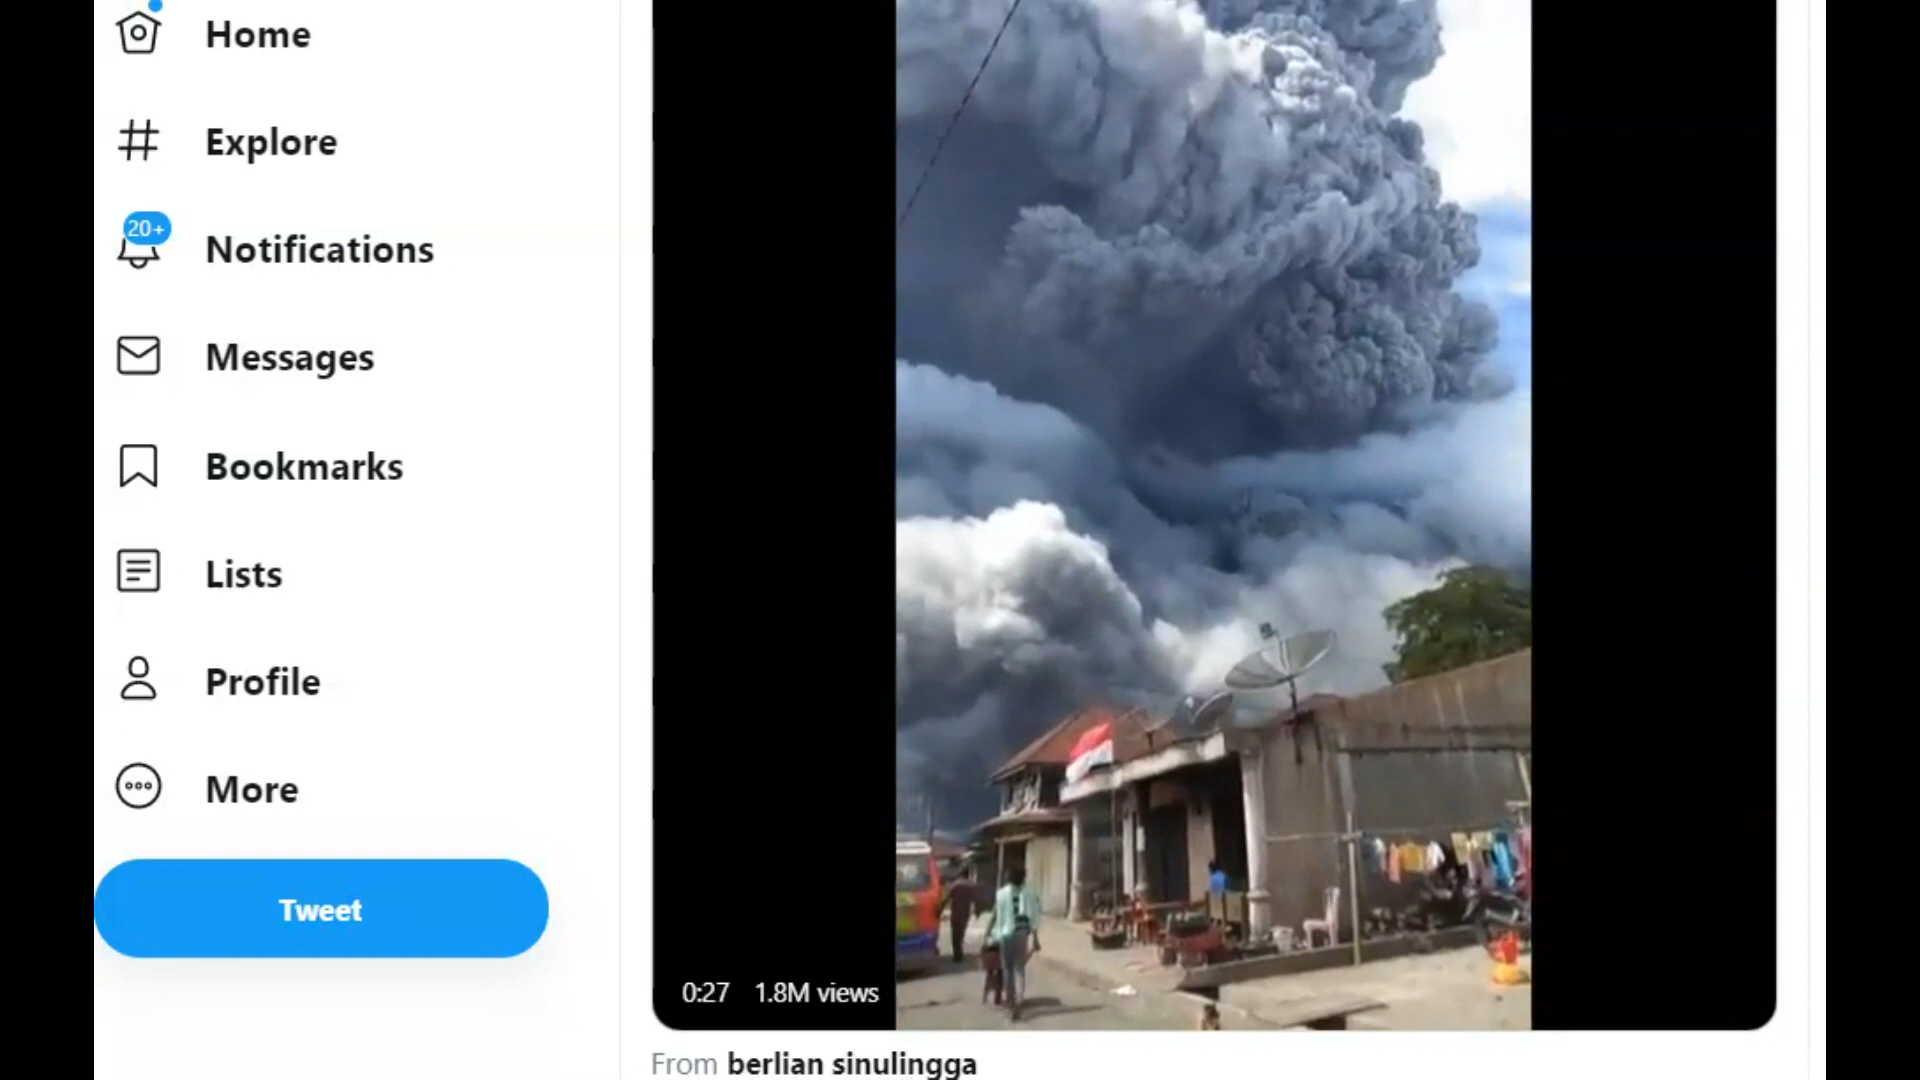 Home
Explore
20+
Notifications
Messages
Bookmarks
Lists
Profile
More
Tweet
0:27 1.8M views
From berlian sinulingga